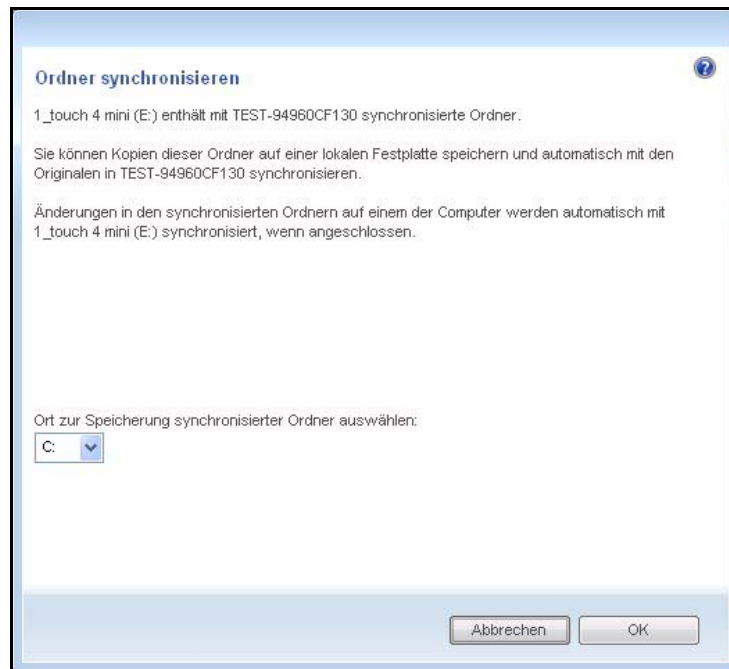 Ordner synchronisieren
?
1_touch 4 mini (E:) enthält mit TEST-94960CF130 synchronisierte Ordner.
Sie können Kopien dieser Ordner auf einer lokalen Festplatte speichern und automatisch mit den
Originalen in TEST-94960CF130 synchronisieren.
Änderungen in den synchronisierten Ordnern auf einem der Computer werden automatisch mit
1_touch 4 mini (E:) synchronisiert, wenn angeschlossen.
Ort zur Speicherung synchronisierter Ordner auswählen:
C:
Abbrechen
OK